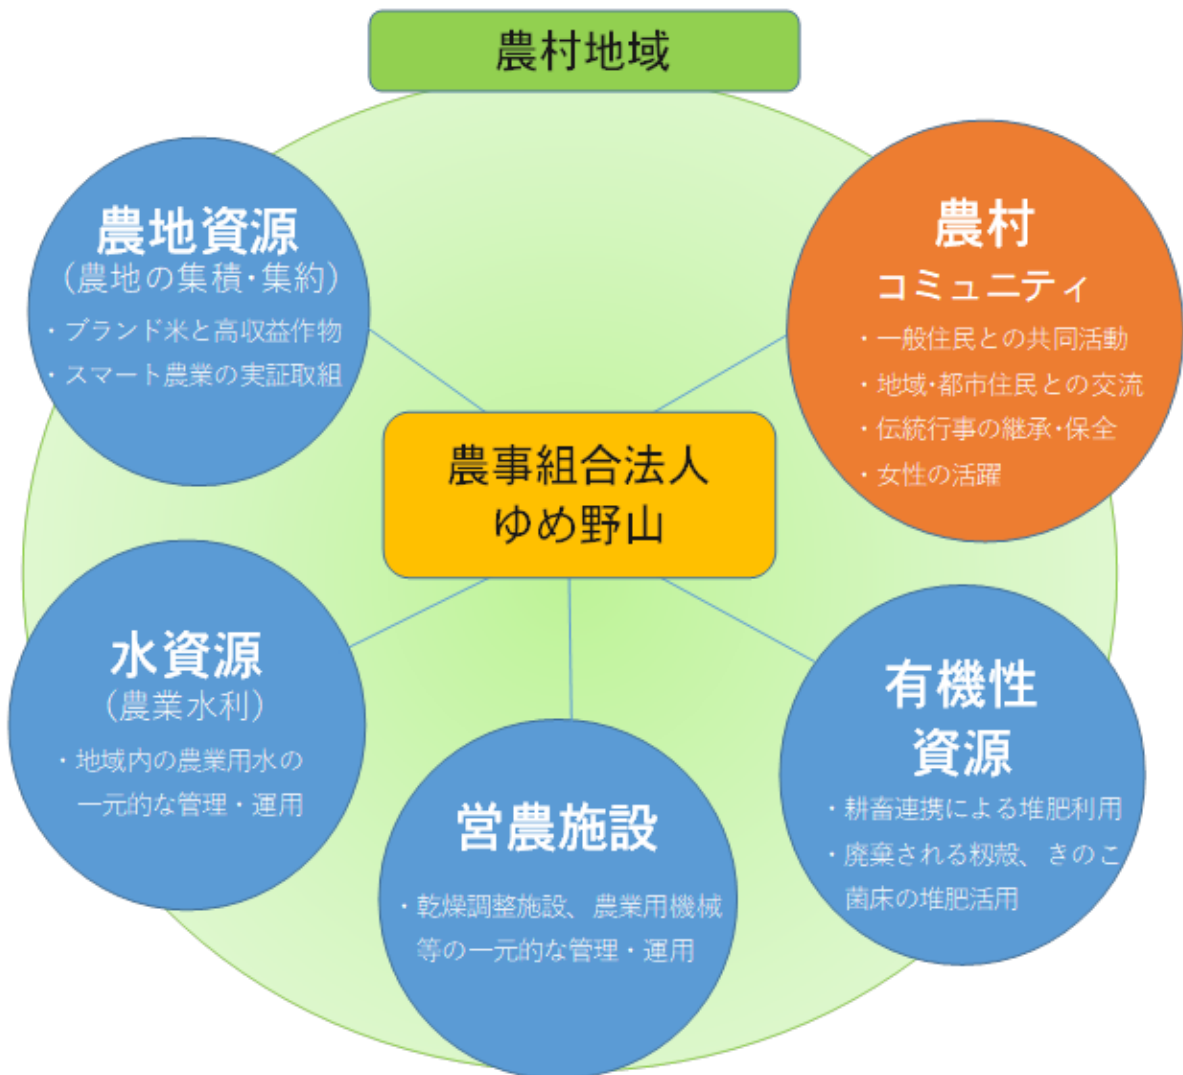 農村地域
農地資源
(農地の集積・集約)
・ブランド米と高収益作物
・スマート農業の実証取組
農村
コミュニティ
・一般住民との共同活動
・地域・都市住民との交流
・伝統行事の継承・保全
・女性の活躍
農事組合法人
ゆめ野山
水資源
(農業水利)
・地域内の農業用水の
一元的な管理・運用
営農施設
・乾燥調整施設、農業用機械
等の一元的な管理・運用
有機性
資源
・耕畜連携による堆肥利用
・廃棄される籾殻、きのこ
菌床の堆肥活用